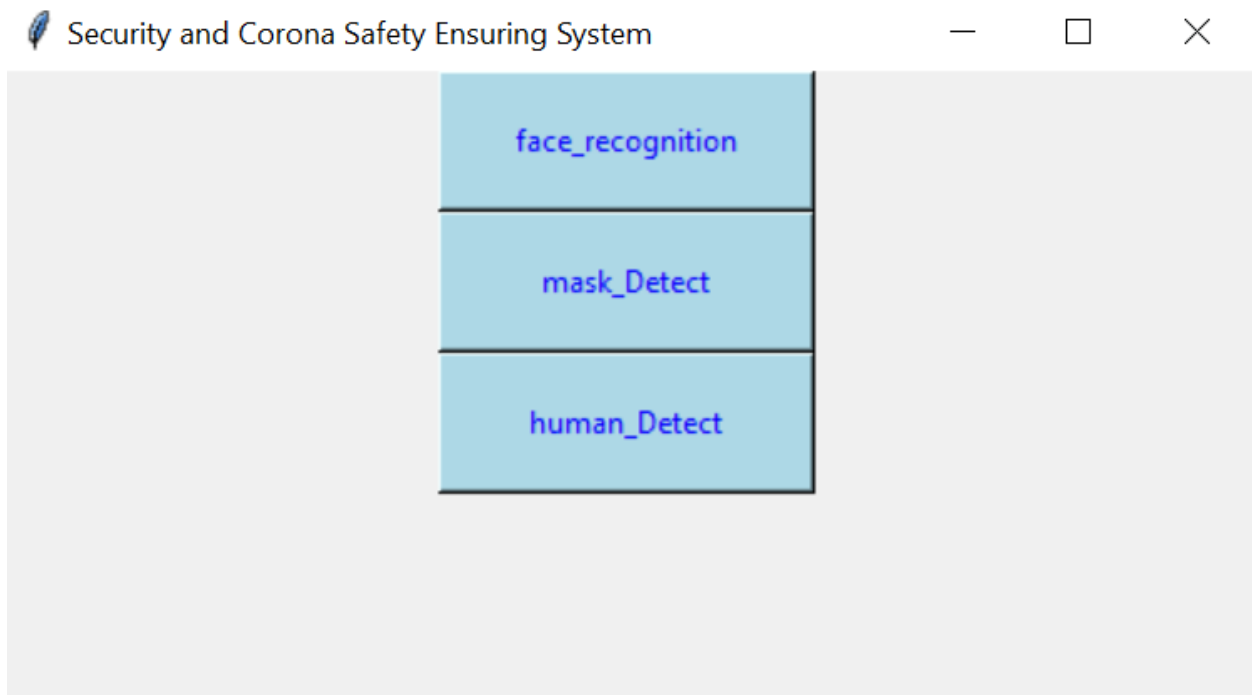 Security and Corona Safety Ensuring System
face_recognition
mask_Detect
human_Detect